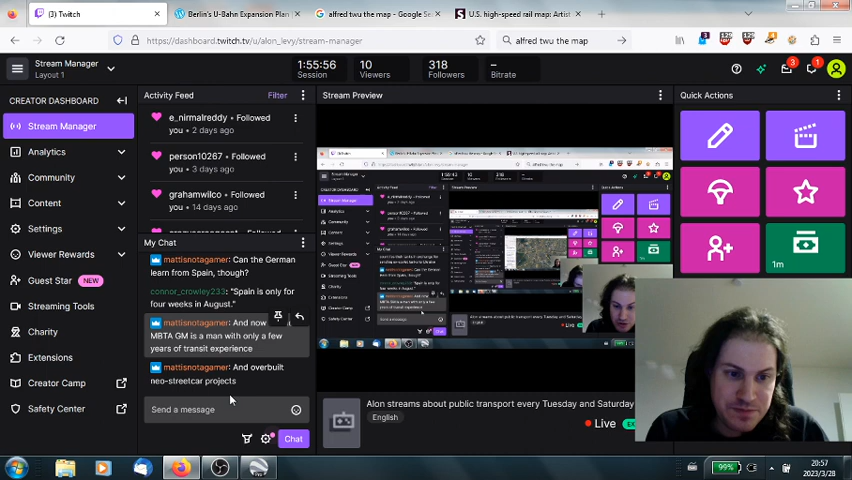 (3) Twitch
Berlin's U-Bahn Expansion Plan
alfred twu the map - Google Se
U.S. high-speed rail map: Artist
https://dashboard.twitch.tv/u/alon_levy/stream-manager
alfred twu the map
129
129
Stream Manager
Layout 1
1:55:56
Session
10
Viewers
318
Followers
–
Bitrate
3
1
CREATOR DASHBOARD
Stream Manager
Analytics
Community
Content
Settings
Viewer Rewards
Guest Star NEW
Streaming Tools
Charity
Extensions
Creator Camp
Safety Center
Activity Feed
Filter
e_nirmalreddy • Followed
you • 2 days ago
person10267 • Followed
you • 3 days ago
grahamwilco • Followed
you • 14 days ago
My Chat
mattisnotagamer: Can the German
learn from Spain, though?
connor_crowley233: "Spain is only for
four weeks in August."
mattisnotagamer: And now
MBTA GM is a man with only a few
years of transit experience
mattisnotagamer: And overbuilt
neo-streetcar projects
Send a message
Chat
Stream Preview
Alon streams about public transport every Tuesday and Saturday
English
Live
Quick Actions
1m
99%
20:57
2023/3/28